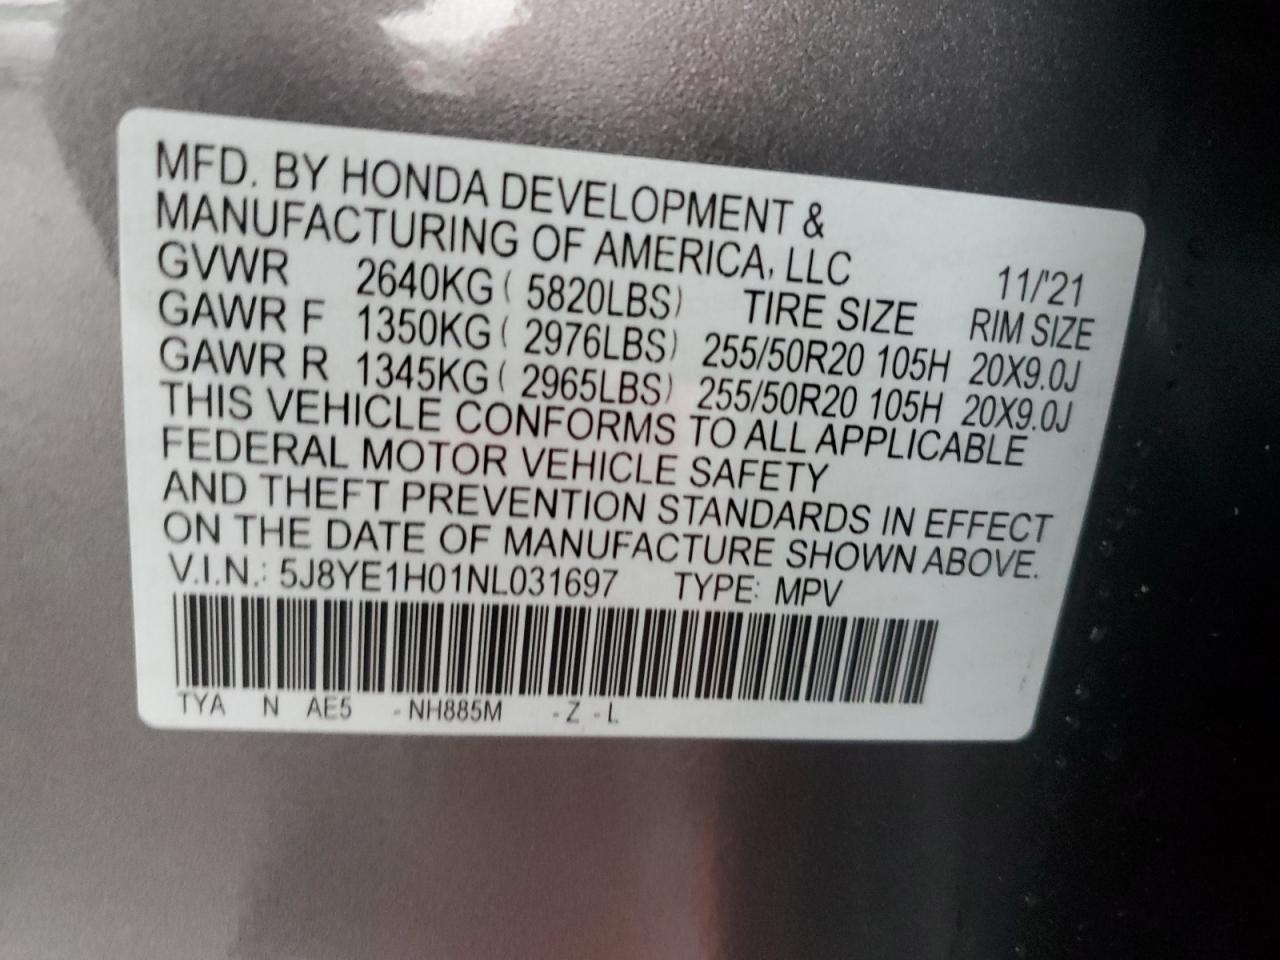 MFD. BY HONDA DEVELOPMENT &
MANUFACTURING OF AMERICA, LLC 11/'21
GVWR 2640KG ( 5820LBS) TIRE SIZE RIM SIZE
GAWR F 1350KG ( 2976LBS) 255/50R20 105H 20X9.0J
GAWR R 1345KG ( 2965LBS) 255/50R20 105H 20X9.0J
THIS VEHICLE CONFORMS TO ALL APPLICABLE
FEDERAL MOTOR VEHICLE SAFETY
AND THEFT PREVENTION STANDARDS IN EFFECT
ON THE DATE OF MANUFACTURE SHOWN ABOVE.
V.I.N.: 5J8YE1H01NL031697 TYPE: MPV
TYA N AE5 - NH885M - Z - L